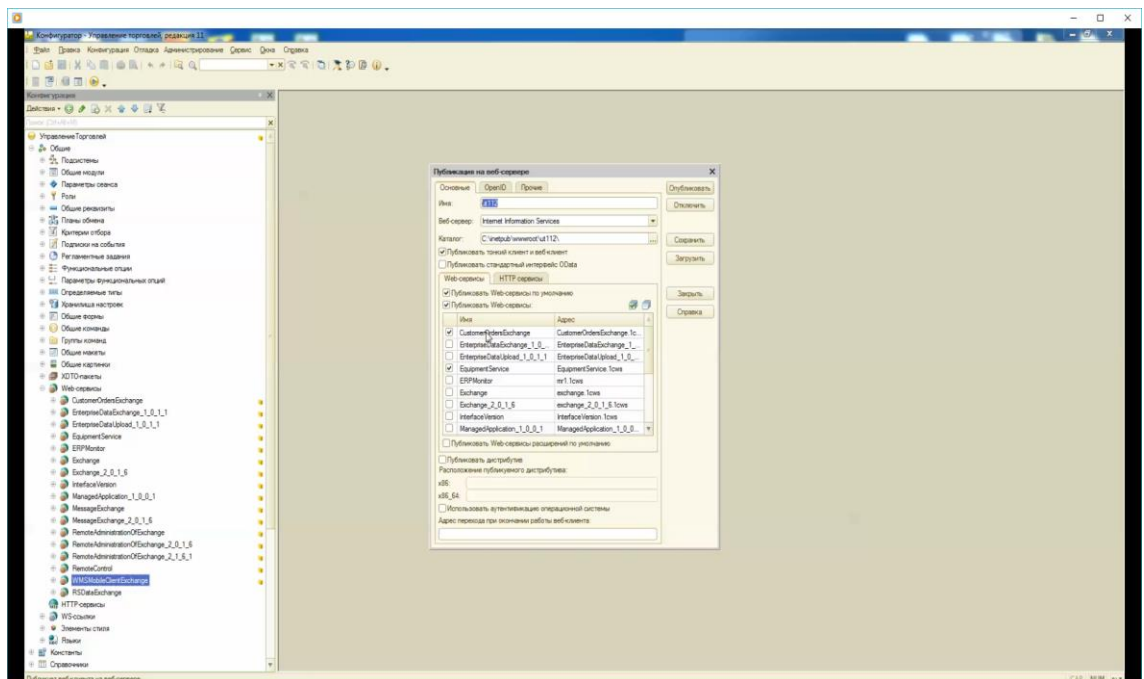 Конфигуратор - Управление торговлей, редакция 11
Файл Правка Конфигурация Отладка Администрирование Сервис Окна Справка
Конфигурация
Действия
УправлениеТорговлей
Общие
Подсистемы
Общие модули
Параметры сеанса
Роли
Общие реквизиты
Планы обмена
Критерии отбора
Подписки на события
Регламентные задания
Функциональные опции
Параметры функциональных опций
Определяемые типы
Хранилища настроек
Общие формы
Общие команды
Группы команд
Общие макеты
Общие картинки
XDTO-пакеты
Web-сервисы
CustomerOrdersExchange
EnterpriseDataExchange_1_0_1_1
EnterpriseDataUpload_1_0_1_1
EquipmentService
ERPMonitor
Exchange
Exchange_2_0_1_6
InterfaceVersion
ManagedApplication_1_0_0_1
MessageExchange
MessageExchange_2_0_1_6
RemoteAdministrationOfExchange
RemoteAdministrationOfExchange_2_0_1_6
RemoteAdministrationOfExchange_2_1_6_1
RemoteControl
WMSMobileClientExchange
RSDataExchange
HTTP-сервисы
WS-ссылки
Элементы стиля
Языки
Константы
Справочники
Публикация на веб-сервере
Основные OpenID Прочие
Имя: ut112
Веб-сервер: Internet Information Services
Каталог: C:\inetpub\wwwroot\ut112\
Публиковать тонкий клиент и веб-клиент
Публиковать стандартный интерфейс OData
Web-сервисы HTTP сервисы
Публиковать Web-сервисы по умолчанию
Публиковать Web-сервисы:
Имя Адрес
CustomerOrdersExchange CustomerOrdersExchange.1c...
EnterpriseDataExchange_1_0_... EnterpriseDataExchange_1_...
EnterpriseDataUpload_1_0_1_1 EnterpriseDataUpload_1_0_...
EquipmentService EquipmentService.1cws
ERPMonitor mr1.1cws
Exchange exchange.1cws
Exchange_2_0_1_6 exchange_2_0_1_6.1cws
InterfaceVersion InterfaceVersion.1cws
ManagedApplication_1_0_0_1 ManagedApplication_1_0_0...
Публиковать Web-сервисы расширений по умолчанию
Публиковать дистрибутив
Расположение публикуемого дистрибутива:
x86:
x86_64:
Использовать аутентификацию операционной системы
Адрес перехода при окончании работы веб-клиента:
Опубликовать
Отключить
Сохранить
Загрузить
Закрыть
Справка